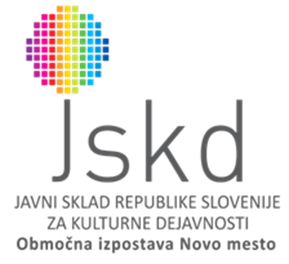 Jskd
JAVNI SKLAD REPUBLIKE SLOVENIJE
ZA KULTURNE DEJAVNOSTI
Območna izpostava Novo mesto